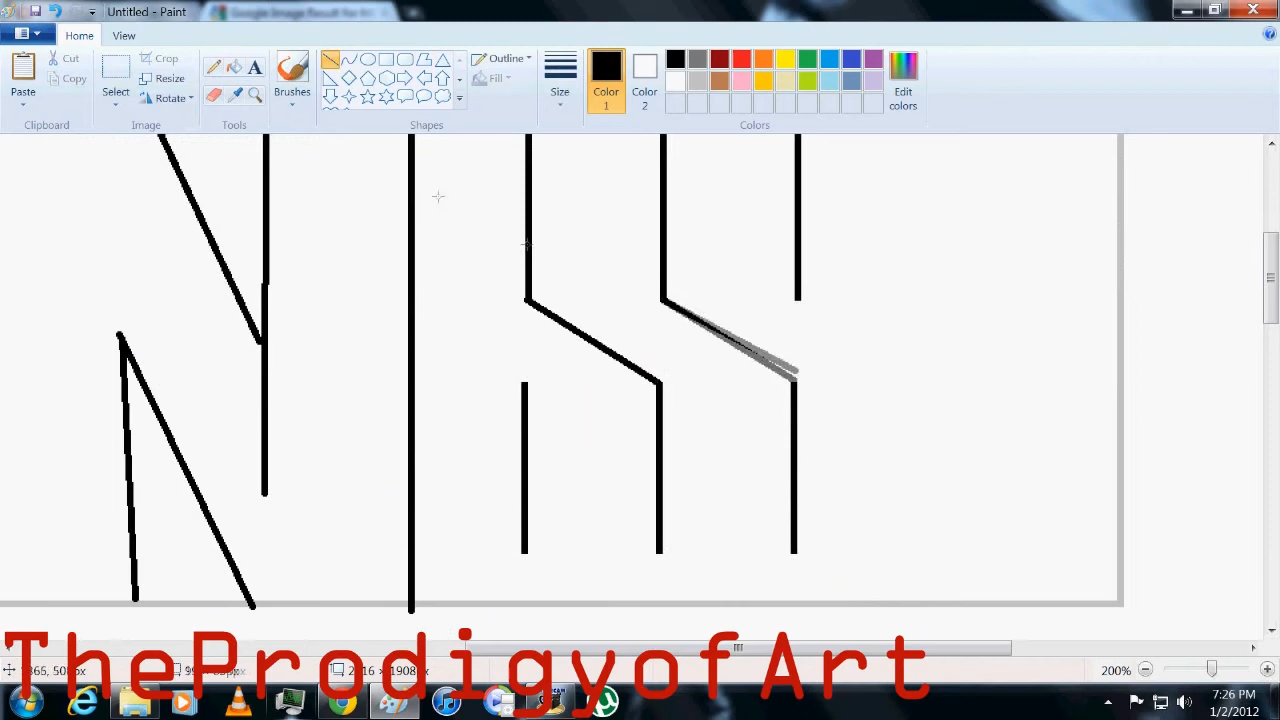 Untitled - Paint
Home View
Paste
Cut
Copy
Clipboard
Select
Crop
Resize
Rotate
Image
A
Tools
Brushes
Outline
Fill
Shapes
Size
Color
1
Color
2
Edit
colors
Colors
TheProdigyofArt
200%
7:26 PM
1/2/2012